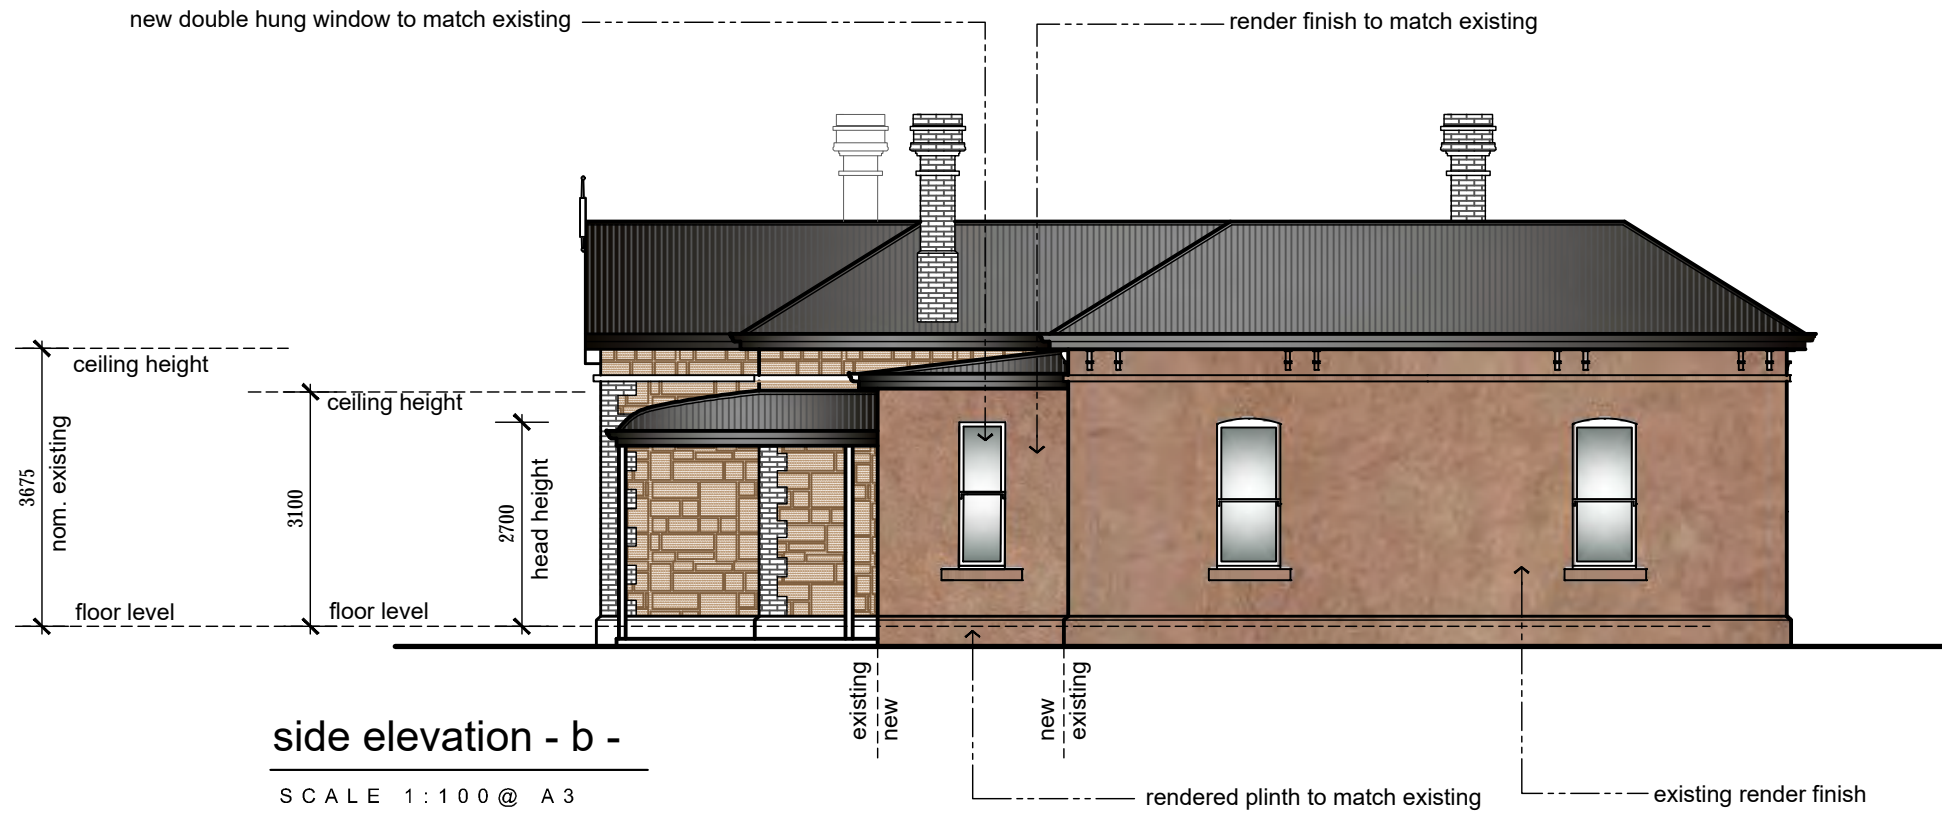 new double hung window to match existing
render finish to match existing
ceiling height
ceiling height
3675
nom. existing
3100
2700
head height
floor level
floor level
existing
new
new
existing
side elevation - b -
SCALE 1:100@ A3
rendered plinth to match existing
existing render finish